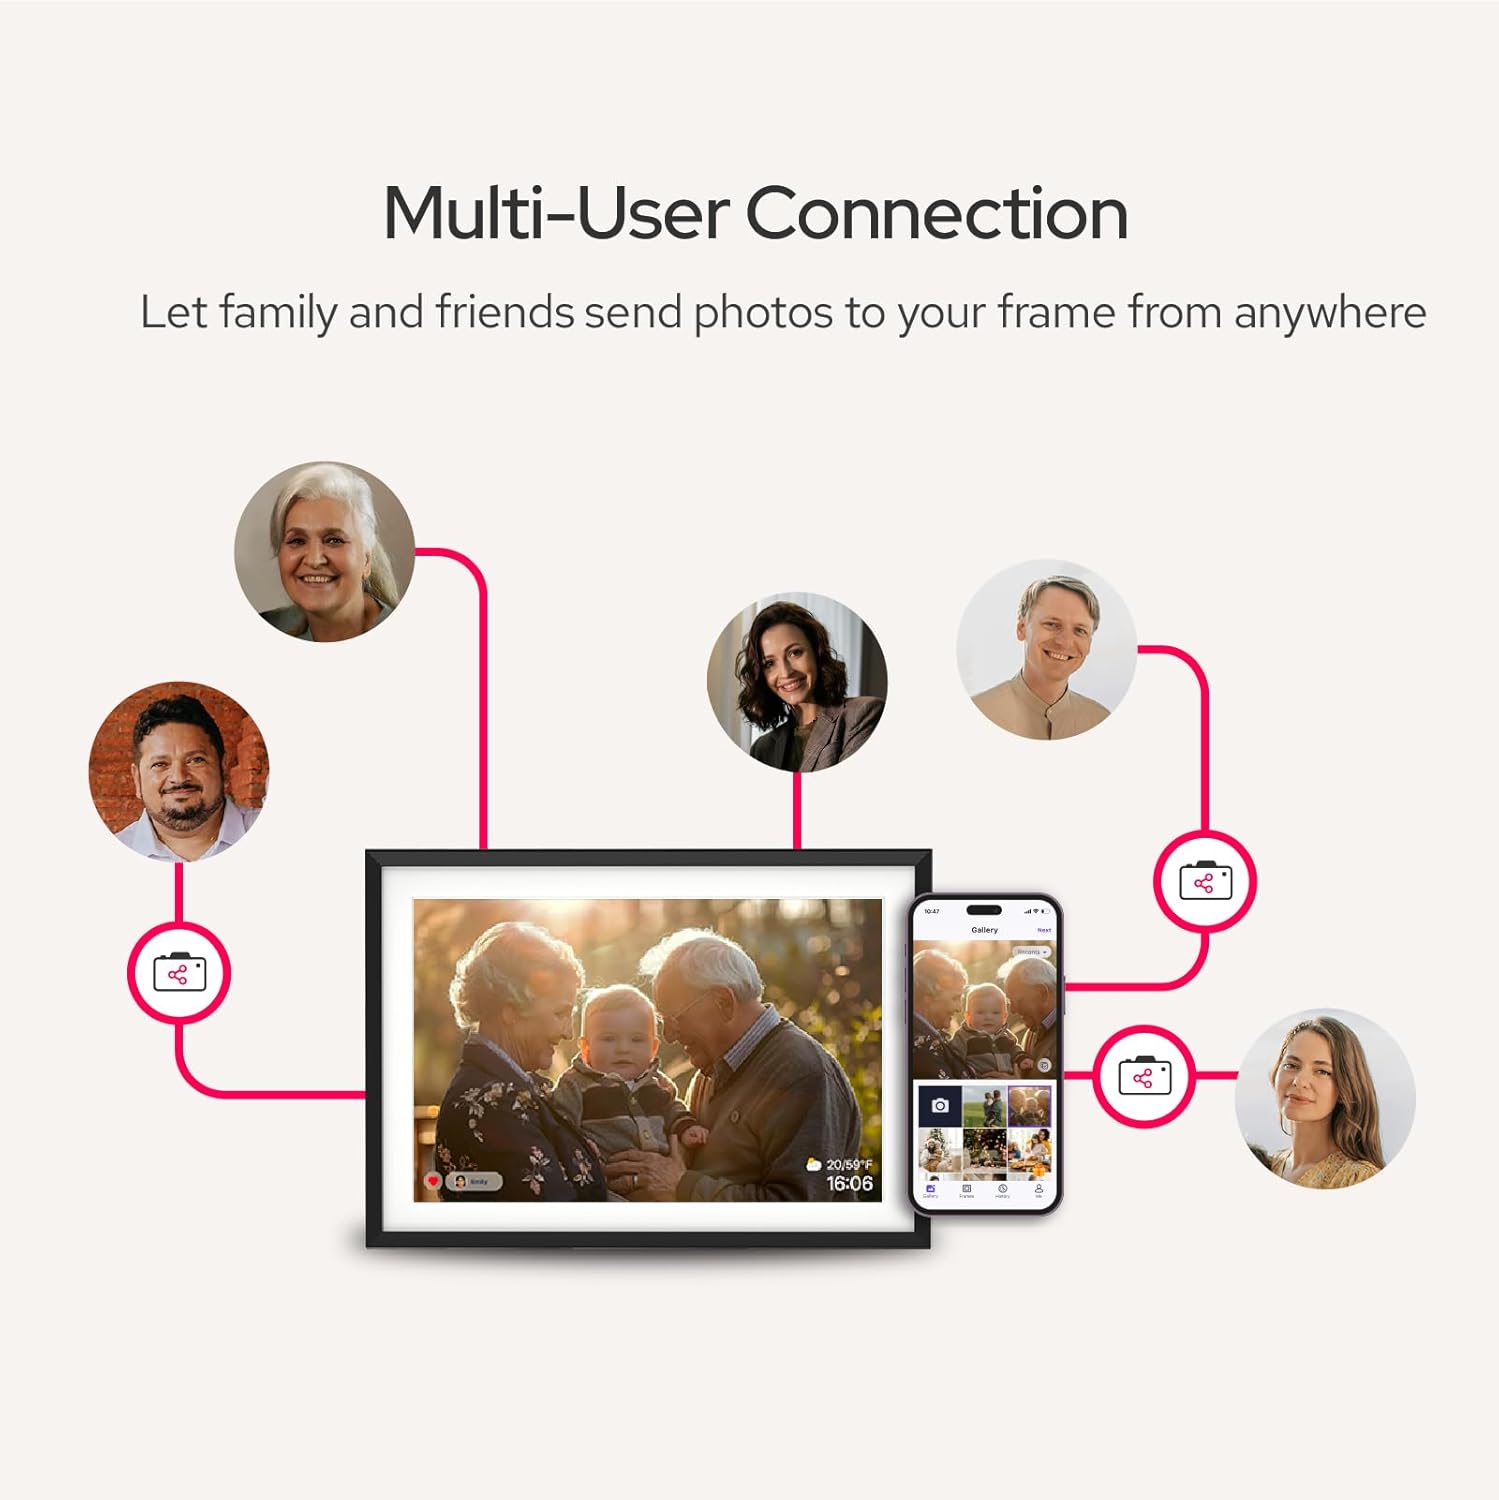 Multi-User Connection
Let family and friends send photos to your frame from anywhere
10:47
Gallery
Next
Recents
Emily
20/59°F
16:06
Gallery
Frames
History
Me